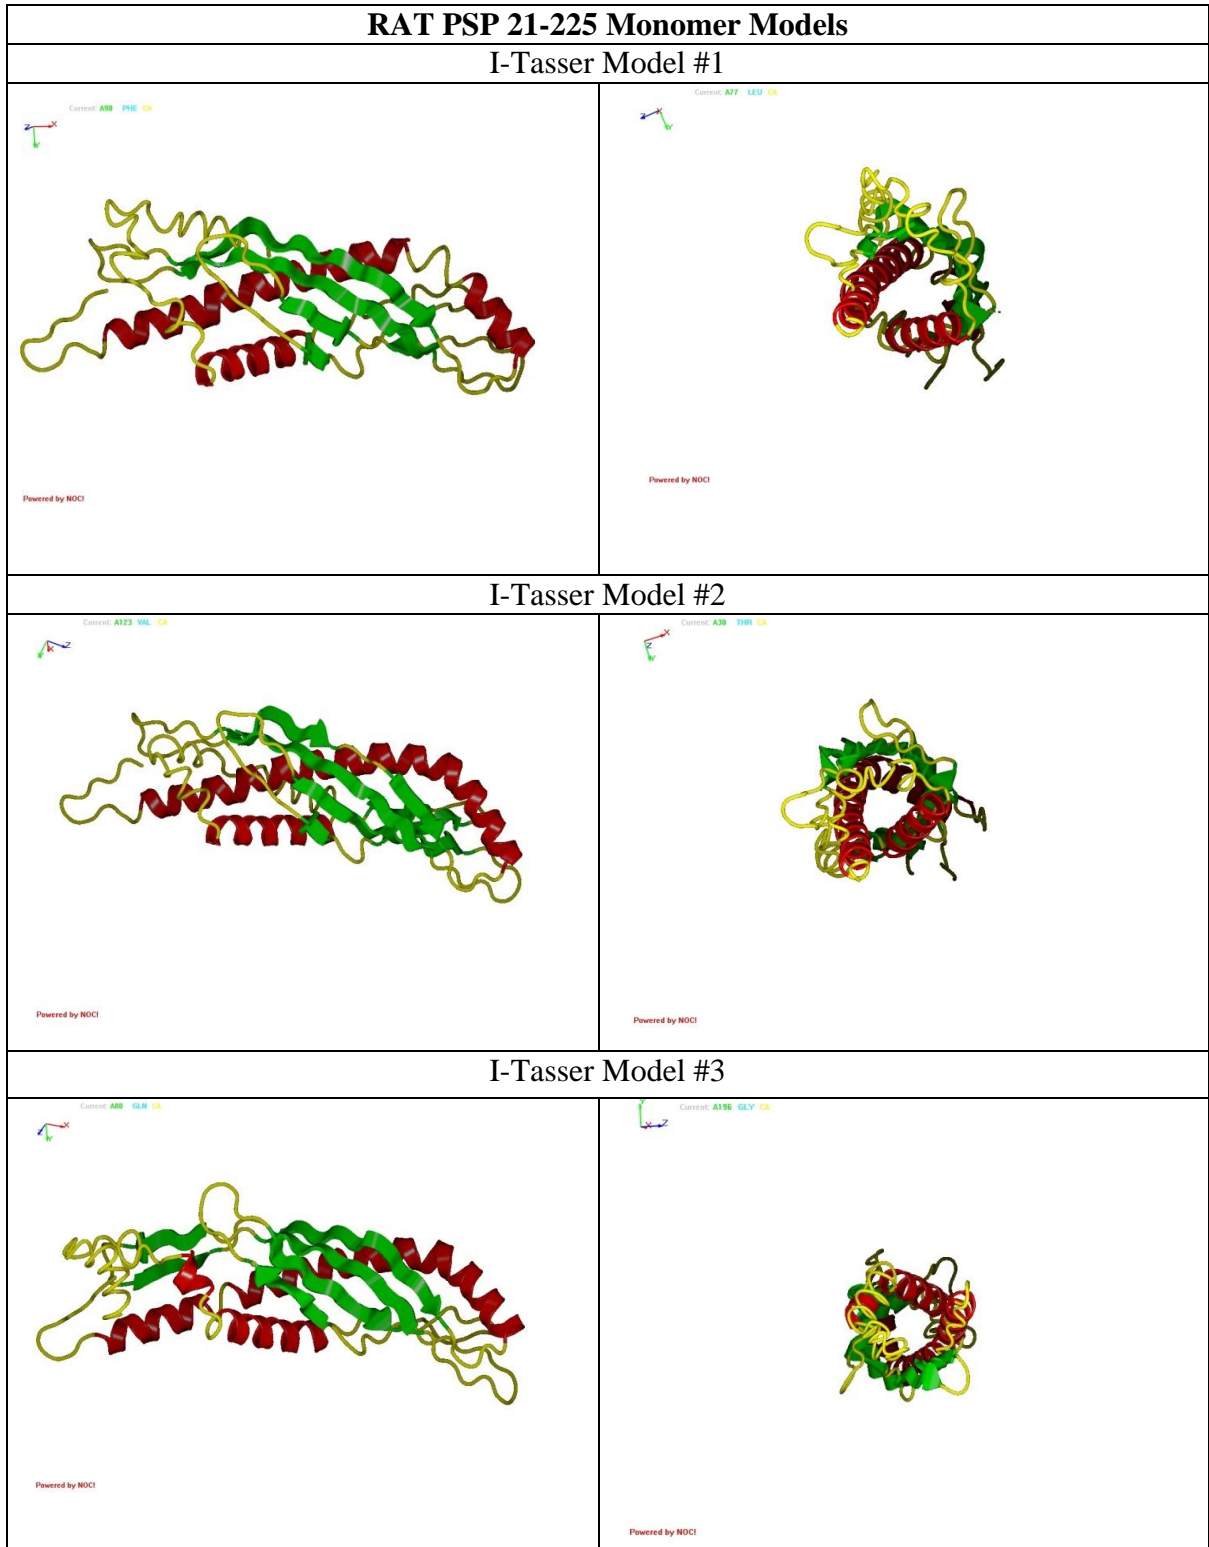 RAT PSP 21-225 Monomer Models
I-Tasser Model #1
Current: A98 PHE CA
Z X Y
Powered by NOC!
Current: A77 LEU CA
Z X Y
Powered by NOC!
I-Tasser Model #2
Current: A123 VAL CA
Y X Z
Powered by NOC!
Current: A38 THR CA
X Z Y
Powered by NOC!
I-Tasser Model #3
Current: A80 GLN CA
Z Y X
Powered by NOC!
Current: A196 GLY CA
Y X Z
Powered by NOC!